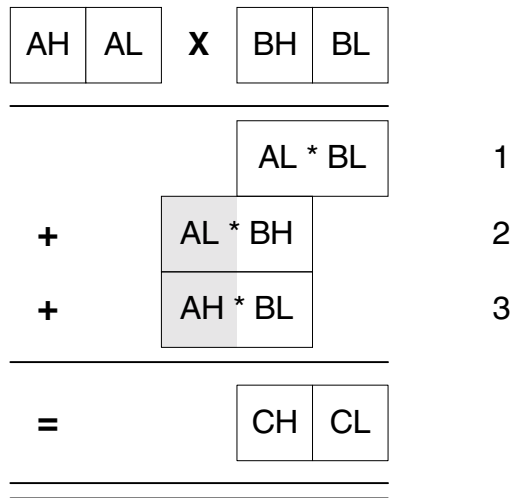 AH AL X BH BL
AL * BL 1
+ AL * BH 2
+ AH * BL 3
= CH CL